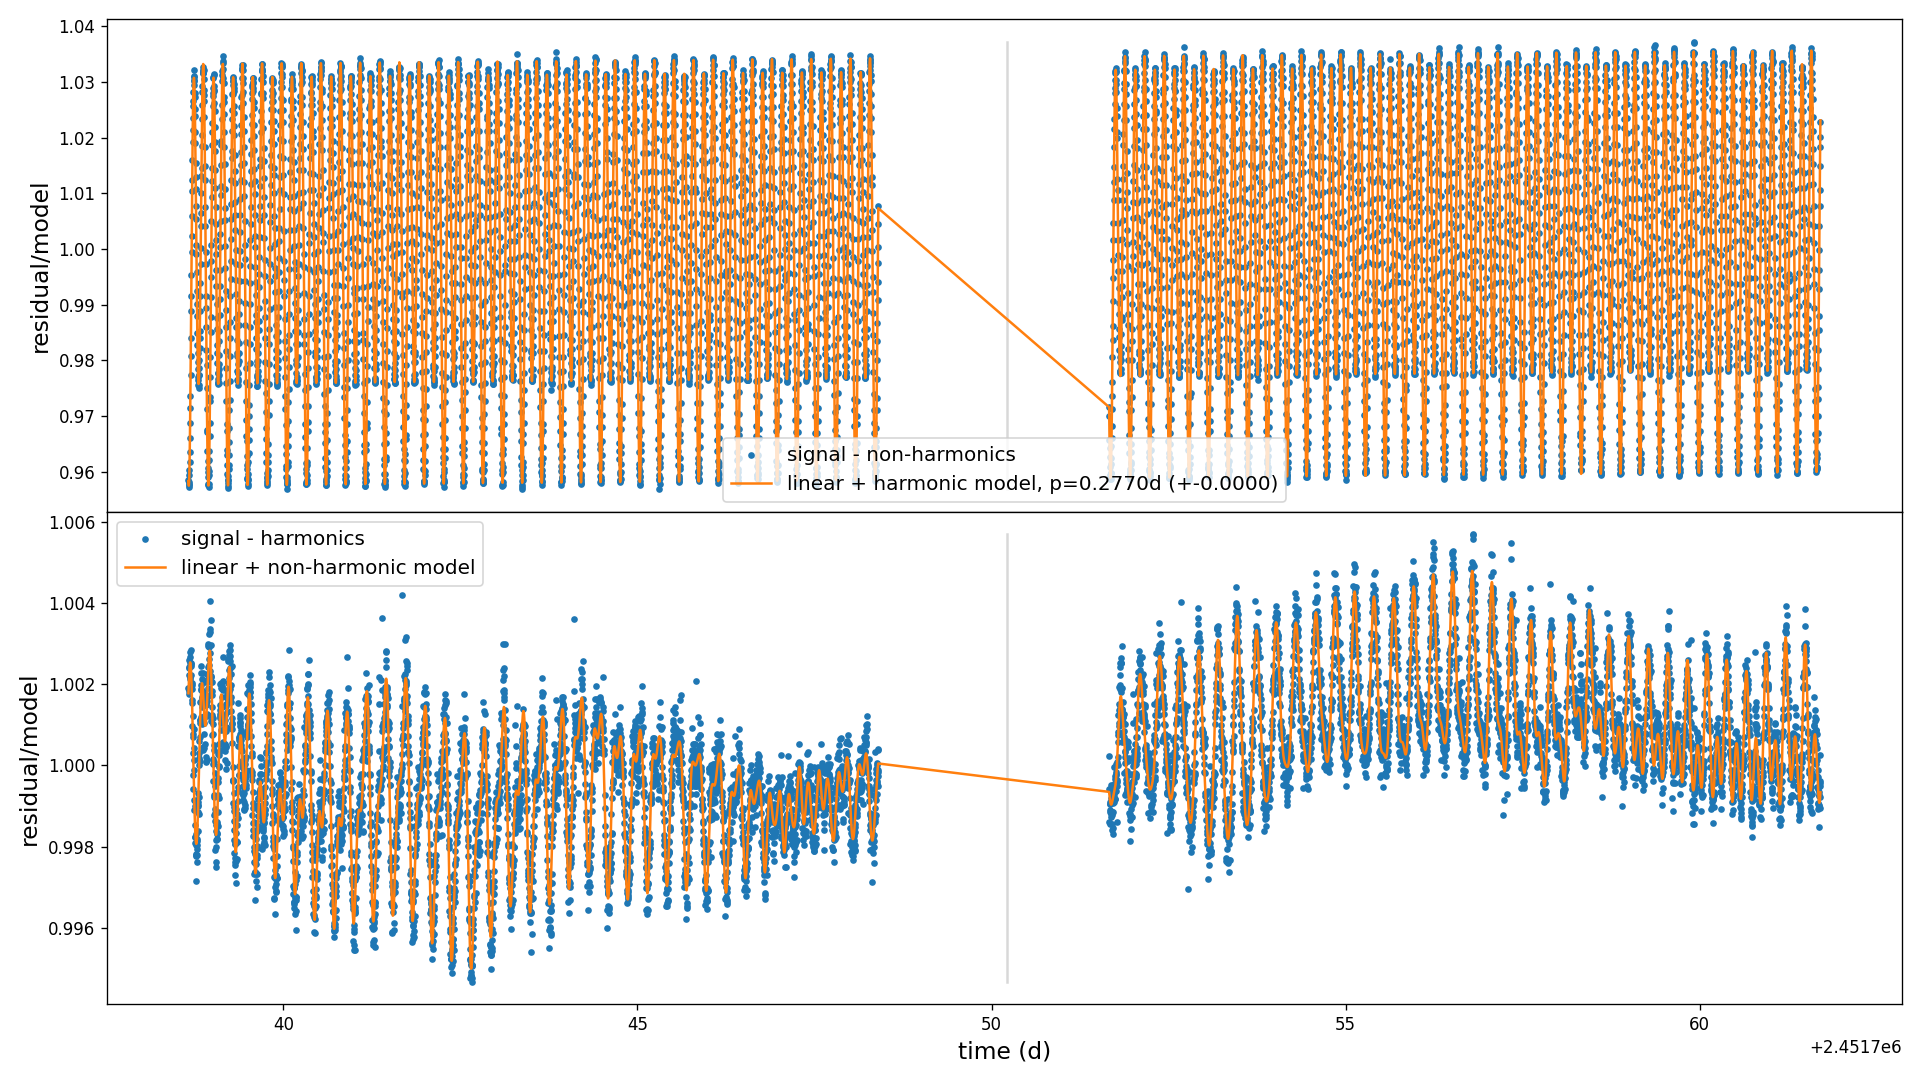 1.04
1.03
1.02
1.01
1.00
0.99
0.98
0.97
0.96
residual/model
signal - non-harmonics
linear + harmonic model, p=0.2770d (+-0.0000)
1.006
1.004
1.002
1.000
0.998
0.996
residual/model
signal - harmonics
linear + non-harmonic model
40
45
50
55
60
time (d)
+2.4517e6